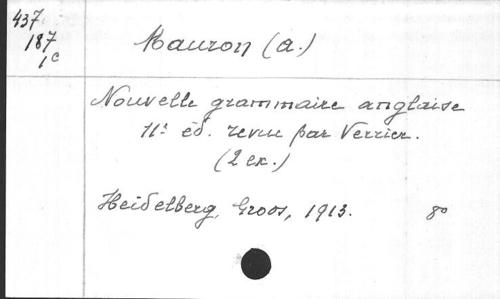 437
187
1c
Mauron (A.)
Nouvelle grammaire anglaise
11e éd. revue par Verrier.
(2 ex.)
Heidelberg, Groos, 1913. 8o